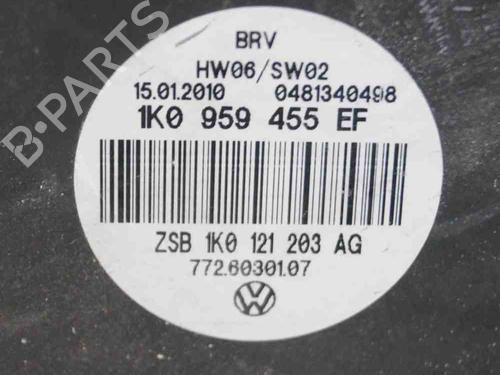 BRV
HW06/SW02
15.01.2010 0481340498
1K0 959 455 EF
ZSB 1K0 121 203 AG
772.60301.07
B-PARTS